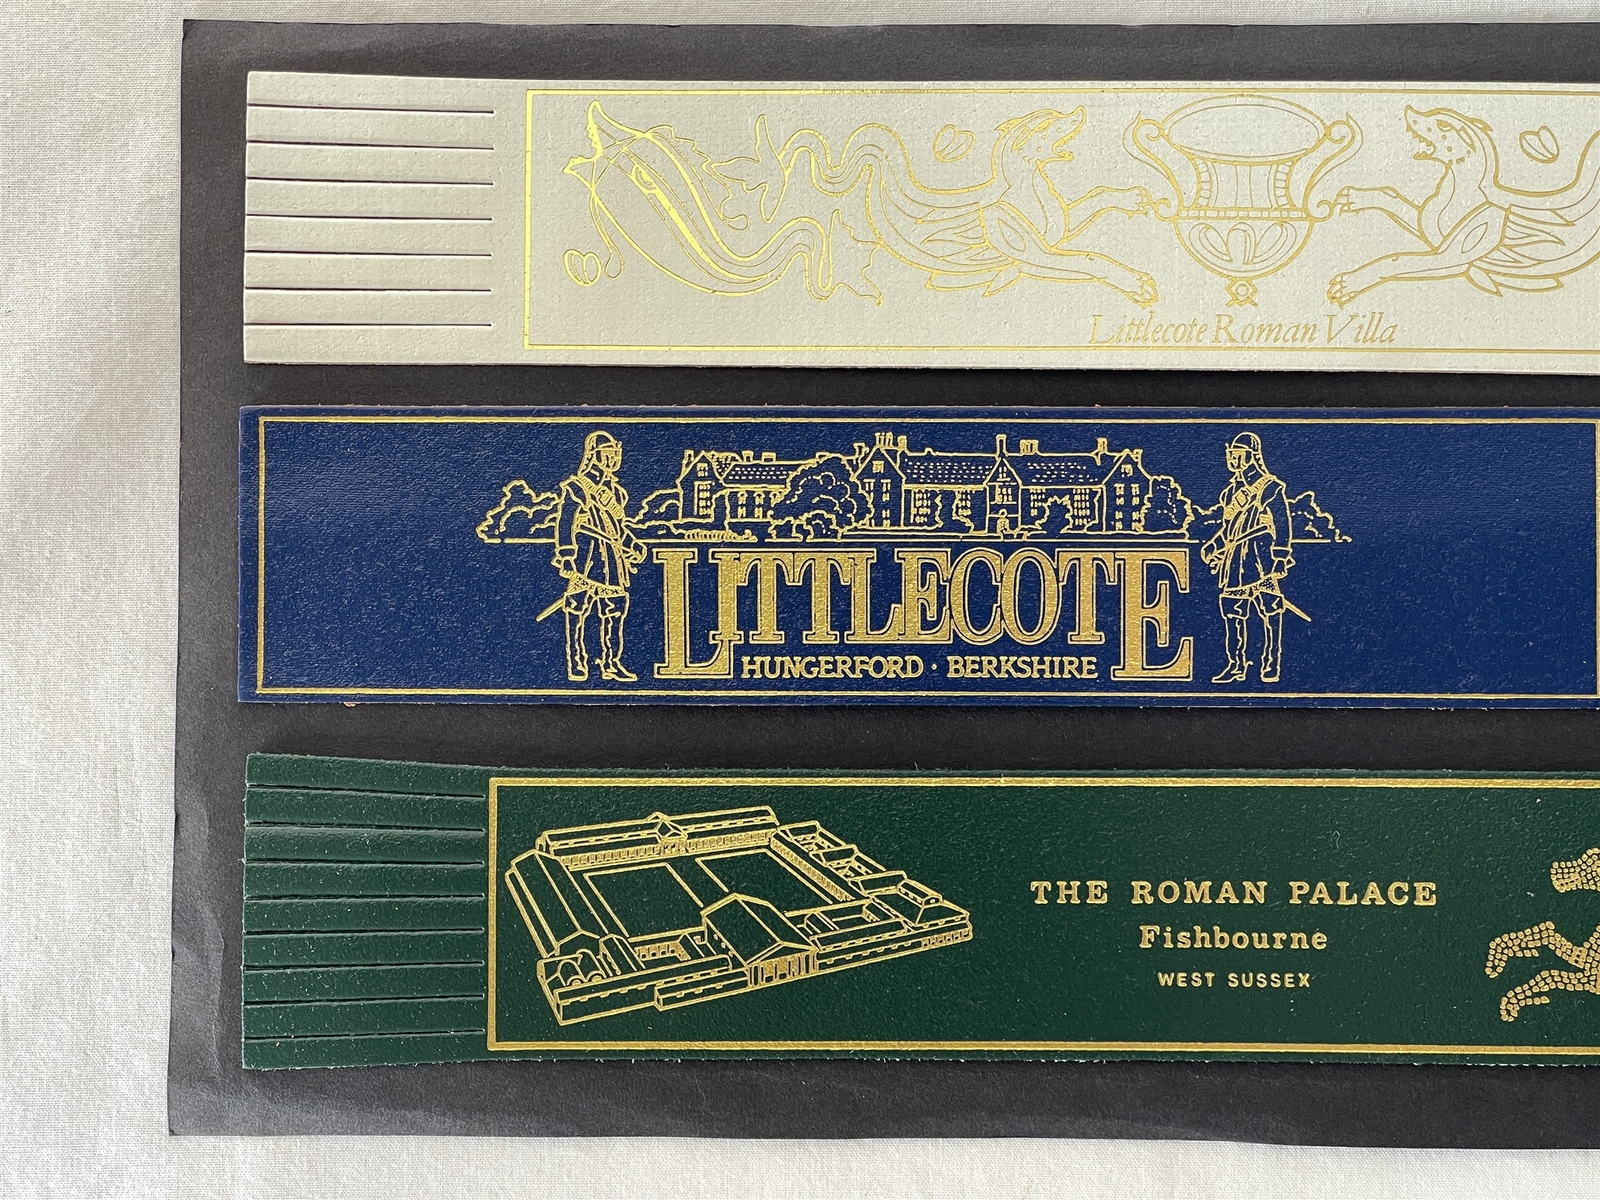 Littlecote Roman Villa
LITTLECOTE
HUNGERFORD · BERKSHIRE
THE ROMAN PALACE
Fishbourne
WEST SUSSEX